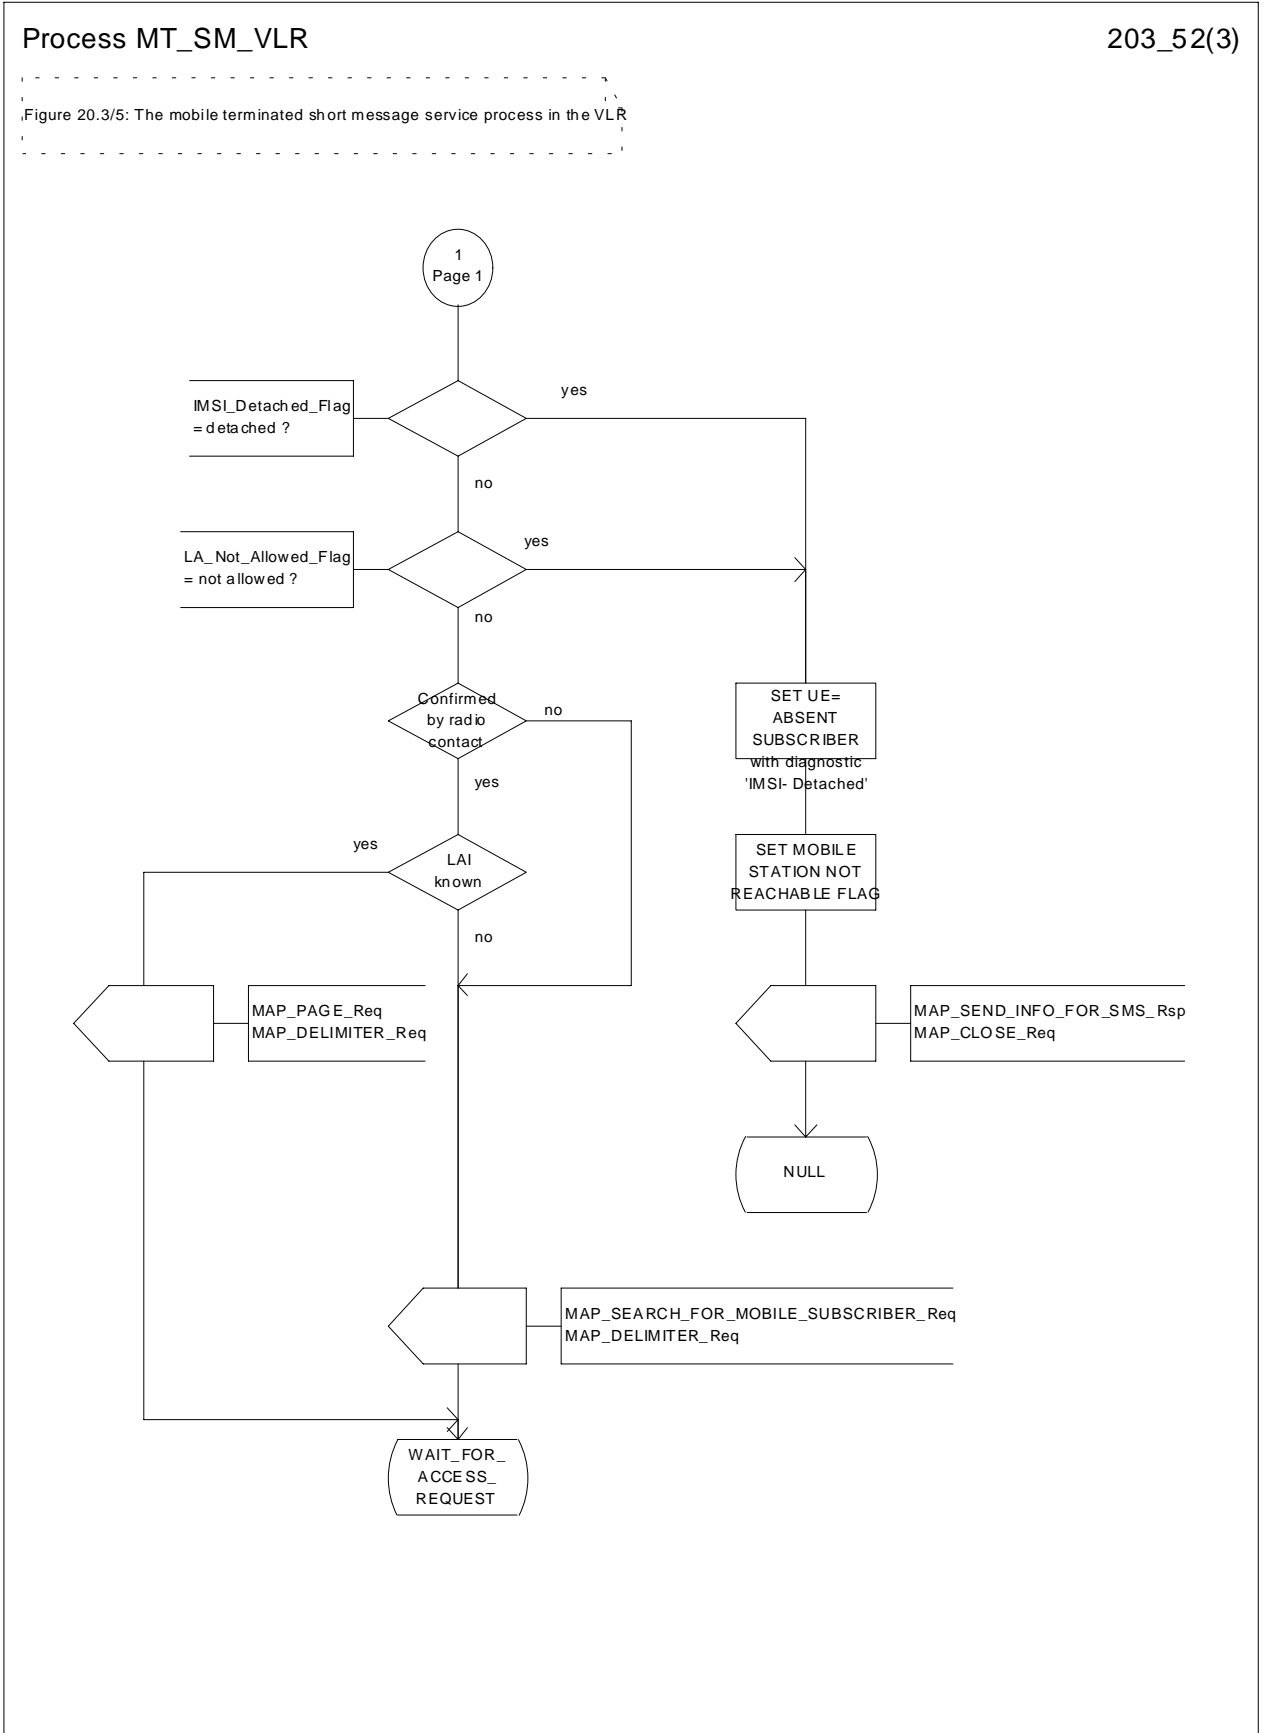 Process MT_SM_VLR
203_52(3)
Figure 20.3/5: The mobile terminated short message service process in the VLR
1
Page 1
IMSI_Detached_Flag
= detached ?
yes
no
LA_Not_Allowed_Flag
= not allowed ?
yes
no
Confirmed
by radio
contact
no
yes
SET UE=
ABSENT
SUBSCRIBER
with diagnostic
'IMSI- Detached'
yes
LAI
known
no
SET MOBILE
STATION NOT
REACHABLE FLAG
MAP_PAGE_Req
MAP_DELIMITER_Req
MAP_SEND_INFO_FOR_SMS_Rsp
MAP_CLOSE_Req
NULL
MAP_SEARCH_FOR_MOBILE_SUBSCRIBER_Req
MAP_DELIMITER_Req
WAIT_FOR_
ACCESS_
REQUEST